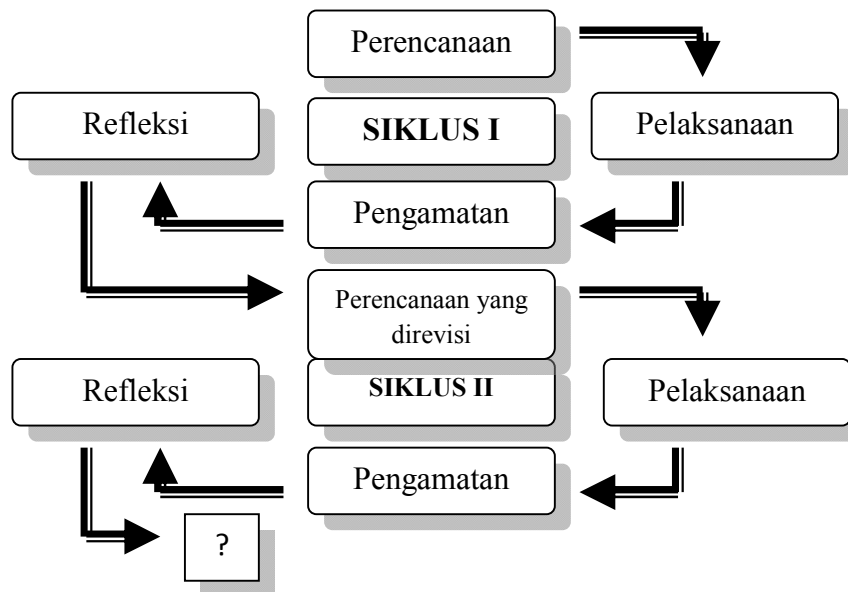 Perencanaan
Refleksi
SIKLUS I
Pelaksanaan
Pengamatan
Perencanaan yang
direvisi
Refleksi
SIKLUS II
Pelaksanaan
Pengamatan
?